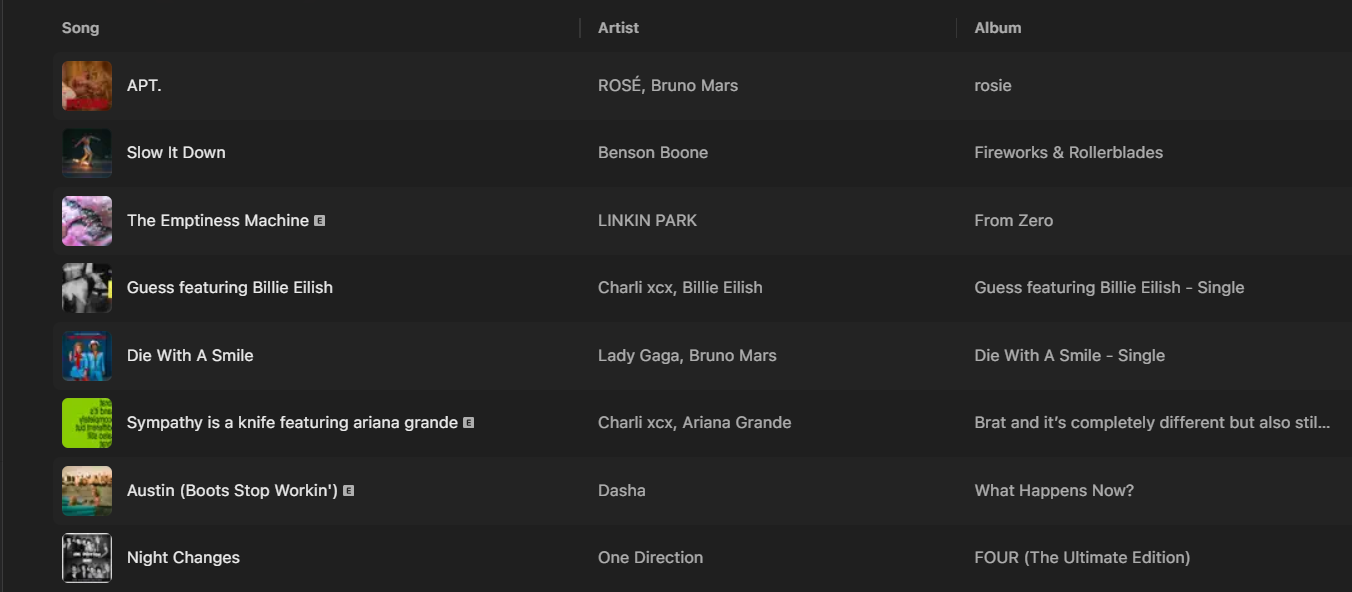 Song Artist Album
APT. ROSÉ, Bruno Mars rosie
Slow It Down Benson Boone Fireworks & Rollerblades
The Emptiness Machine E LINKIN PARK From Zero
Guess featuring Billie Eilish Charli xcx, Billie Eilish Guess featuring Billie Eilish - Single
Die With A Smile Lady Gaga, Bruno Mars Die With A Smile - Single
Sympathy is a knife featuring ariana grande E Charli xcx, Ariana Grande Brat and it’s completely different but also stil...
Austin (Boots Stop Workin') E Dasha What Happens Now?
Night Changes One Direction FOUR (The Ultimate Edition)